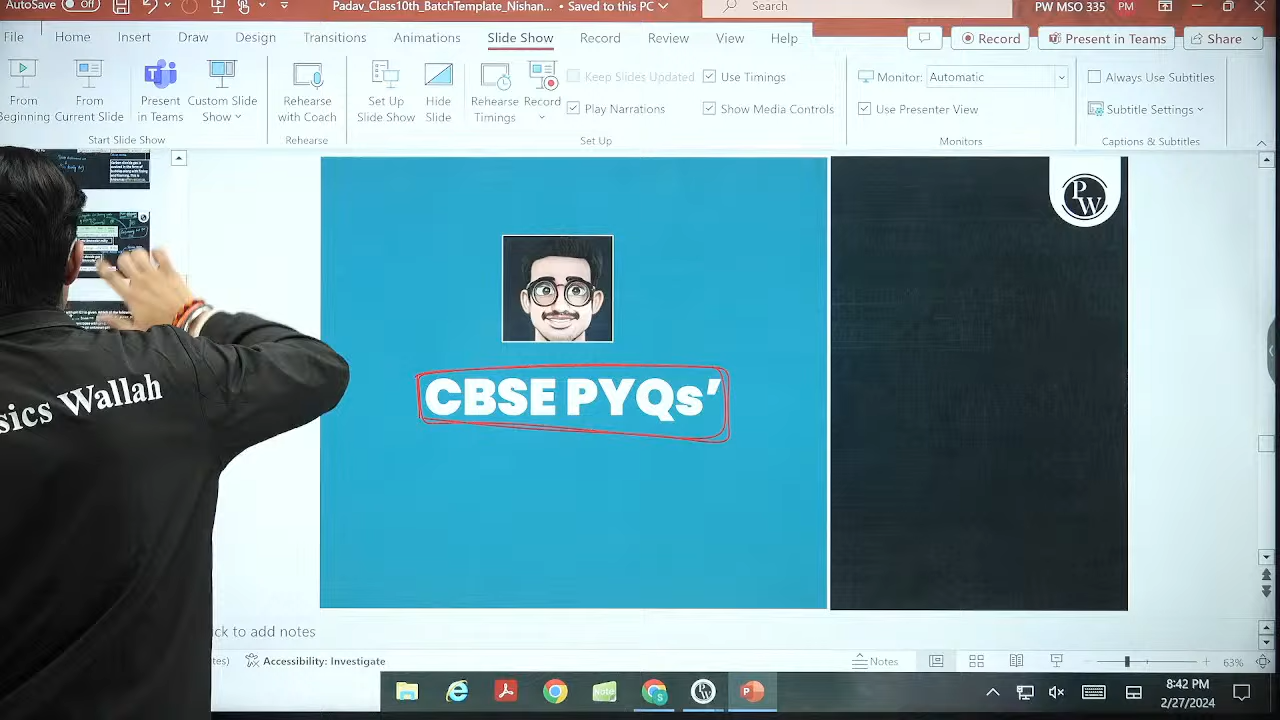 AutoSave Off Padav_Class10th_BatchTemplate_Nishan... • Saved to this PC Search PW MSO 335 PM
File Home Insert Draw Design Transitions Animations Slide Show Record Review View Help Record Present in Teams Share
From Beginning
From Current Slide
Present in Teams
Custom Slide Show
Rehearse with Coach
Set Up Slide Show
Hide Slide
Rehearse Timings
Record
Keep Slides Updated
Play Narrations
Use Timings
Show Media Controls
Monitor: Automatic
Use Presenter View
Always Use Subtitles
Subtitle Settings
Start Slide Show Rehearse Set Up Monitors Captions & Subtitles
PW
CBSE PYQs’
sics Wallah
ick to add notes
tes) Accessibility: Investigate Notes 63%
Note
8:42 PM
2/27/2024